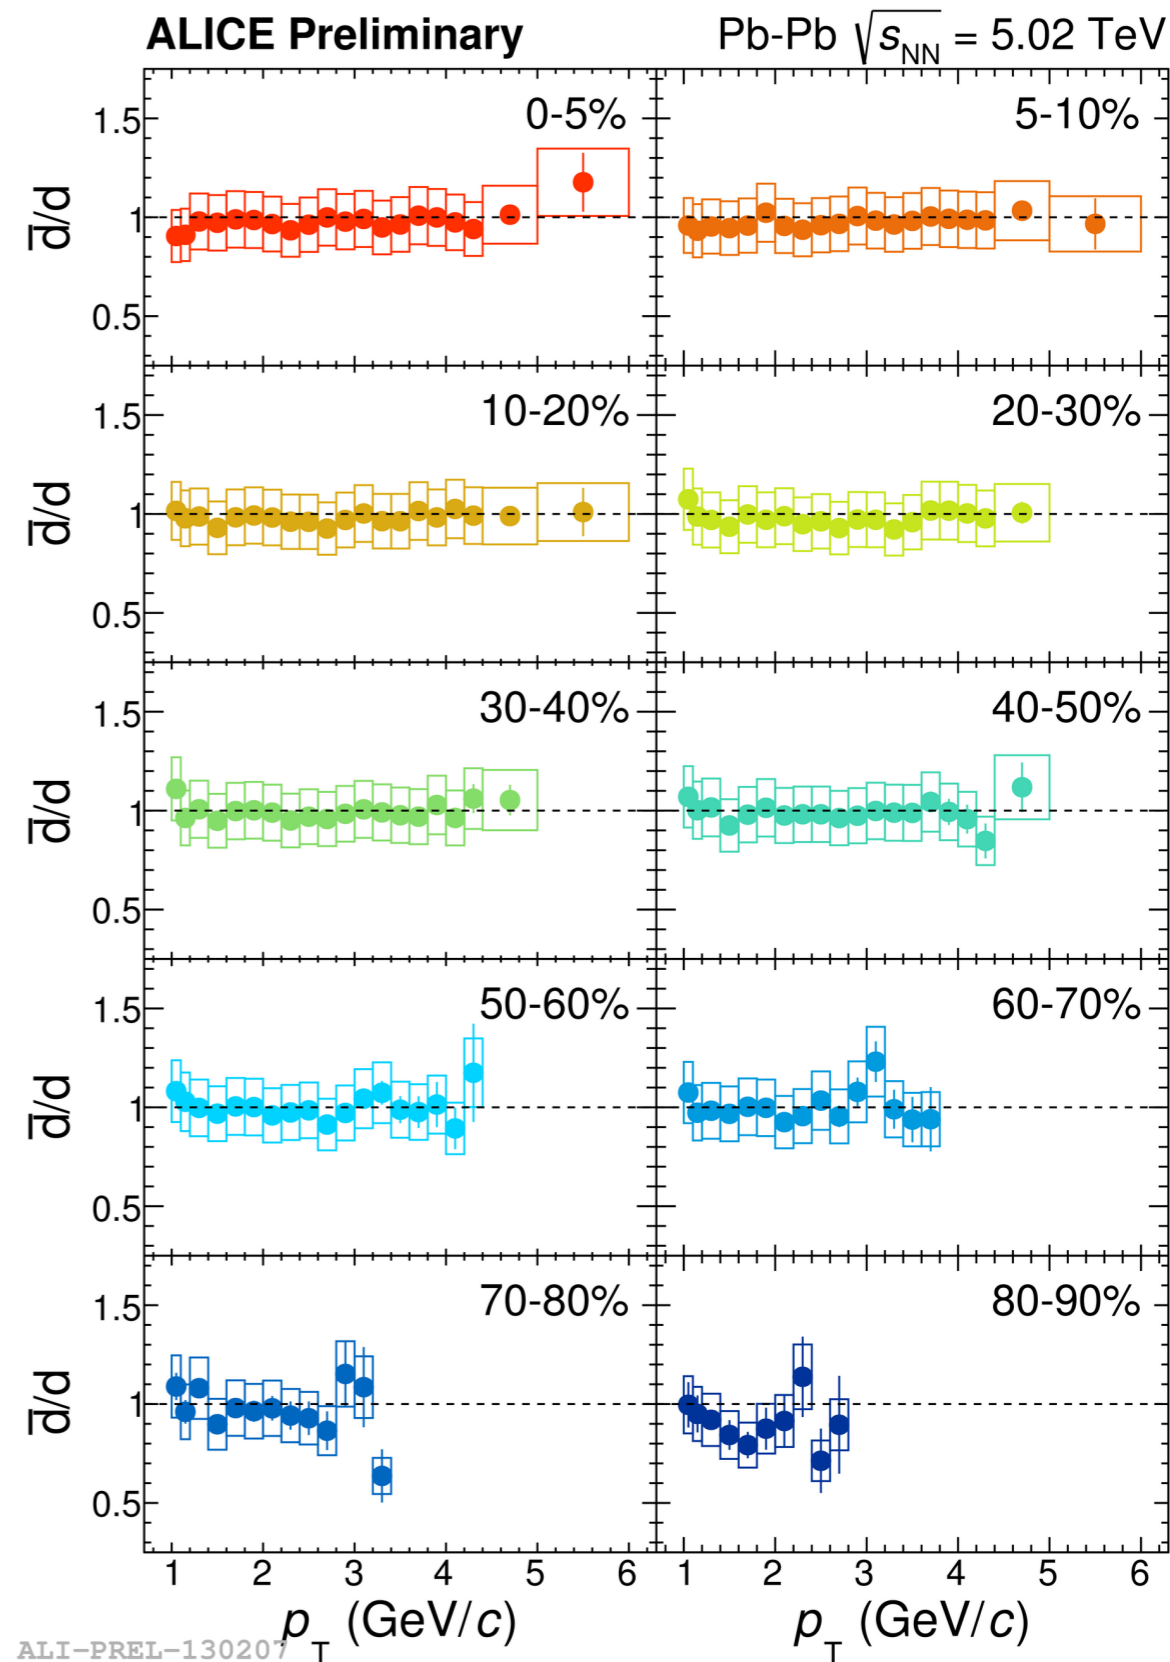 ALICE Preliminary Pb-Pb √s_NN = 5.02 TeV
d̅/d 1.5 1 0.5 0-5% 5-10%
d̅/d 1.5 1 0.5 10-20% 20-30%
d̅/d 1.5 1 0.5 30-40% 40-50%
d̅/d 1.5 1 0.5 50-60% 60-70%
d̅/d 1.5 1 0.5 70-80% 80-90%
1 2 3 4 5 6 1 2 3 4 5 6
p_T (GeV/c) p_T (GeV/c)
ALI-PREL-130207